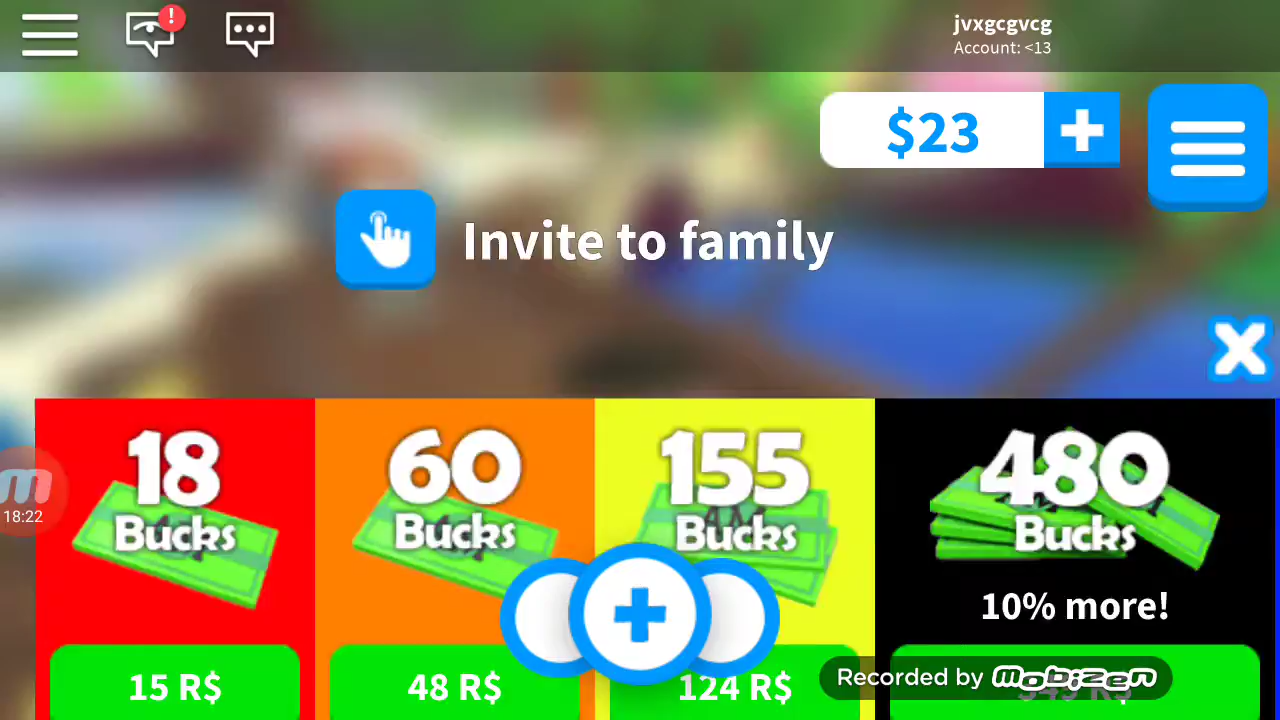 jvxgcgvcg
Account: <13
$23
Invite to family
18
Bucks
60
Bucks
155
Bucks
480
Bucks
10% more!
18:22
15 R$
48 R$
124 R$
Recorded by mobizen